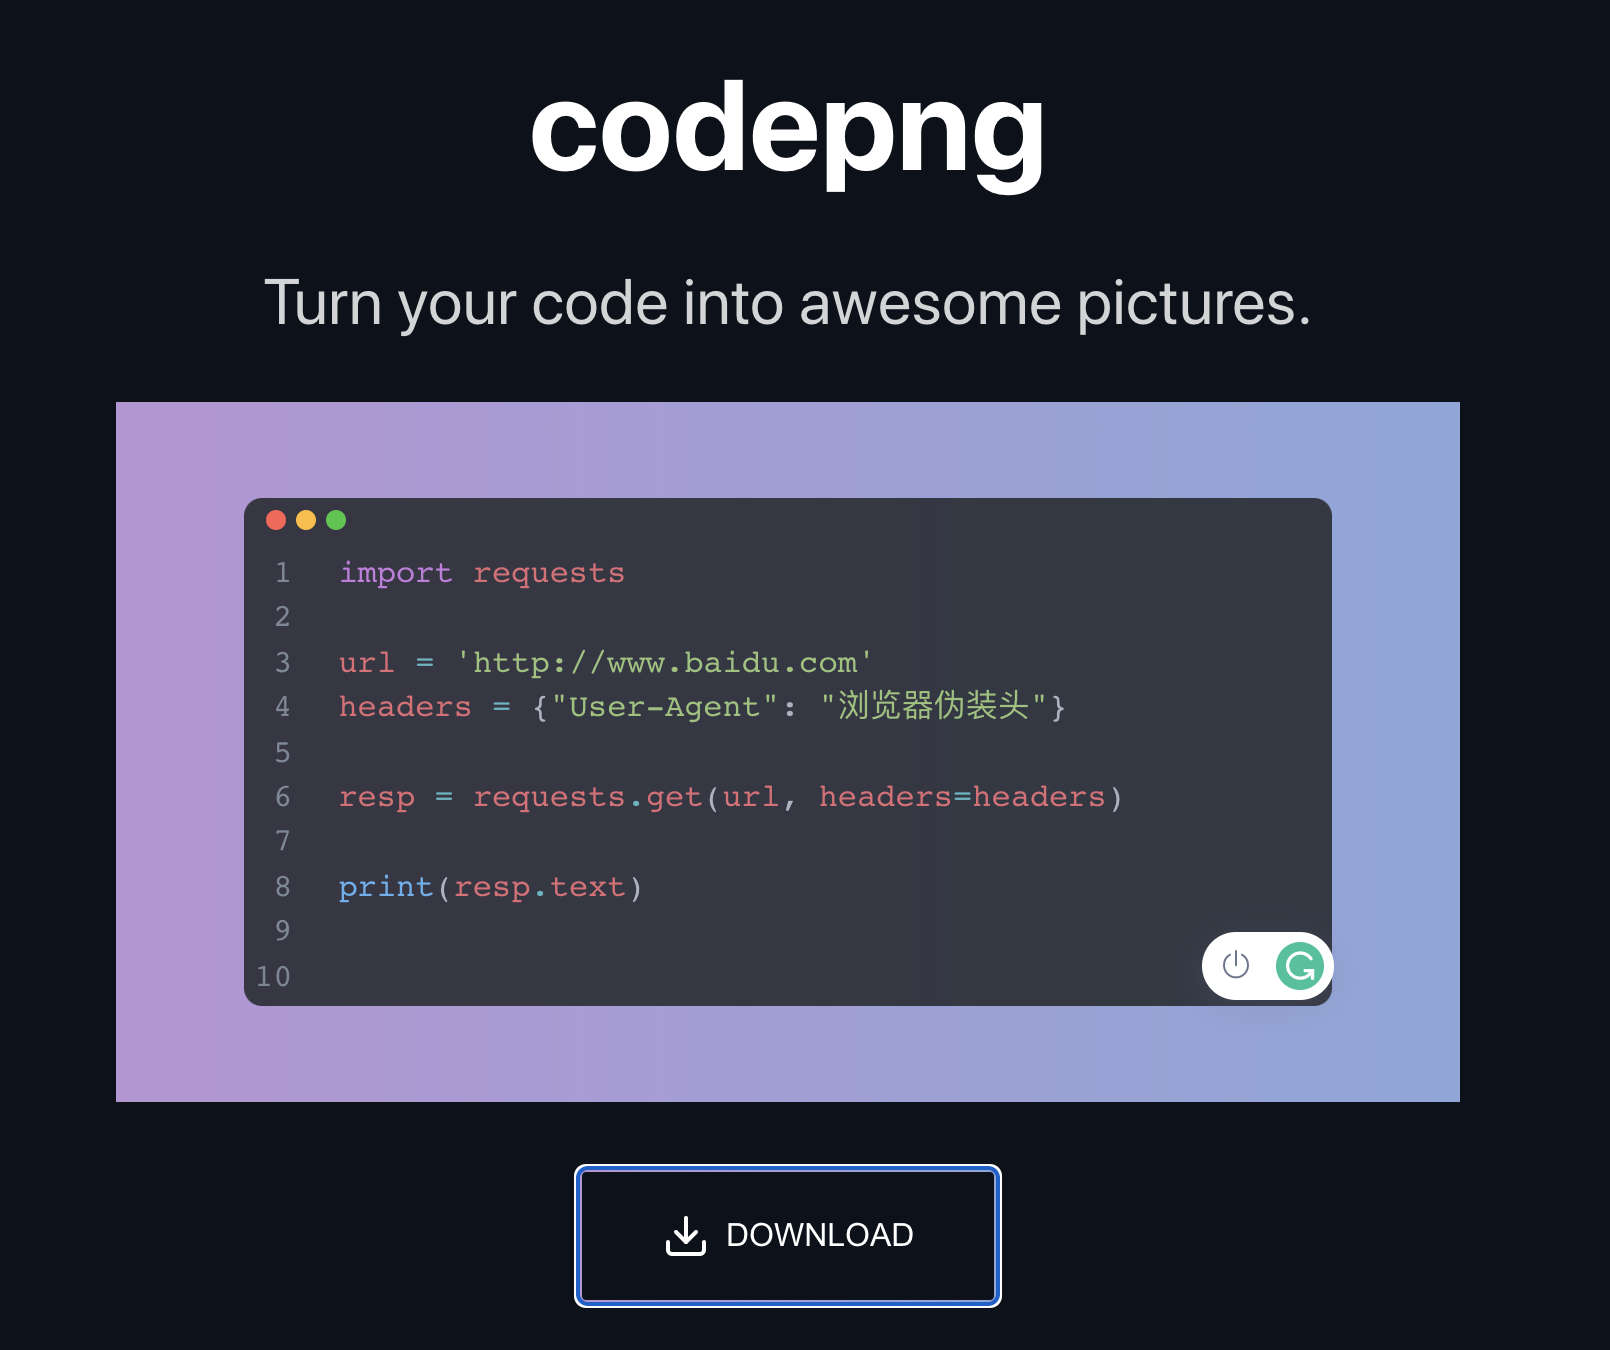 codepng
Turn your code into awesome pictures.
1 import requests
2
3 url = 'http://www.baidu.com'
4 headers = {"User-Agent": "浏览器伪装头"}
5
6 resp = requests.get(url, headers=headers)
7
8 print(resp.text)
9
10
DOWNLOAD